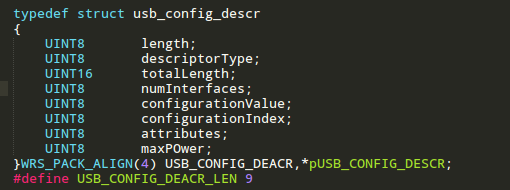 typedef struct usb_config_descr
{
    UINT8       length;
    UINT8       descriptorType;
    UINT16      totalLength;
    UINT8       numInterfaces;
    UINT8       configurationValue;
    UINT8       configurationIndex;
    UINT8       attributes;
    UINT8       maxPOwer;
}WRS_PACK_ALIGN(4) USB_CONFIG_DEACR,*pUSB_CONFIG_DESCR;
#define USB_CONFIG_DEACR_LEN 9